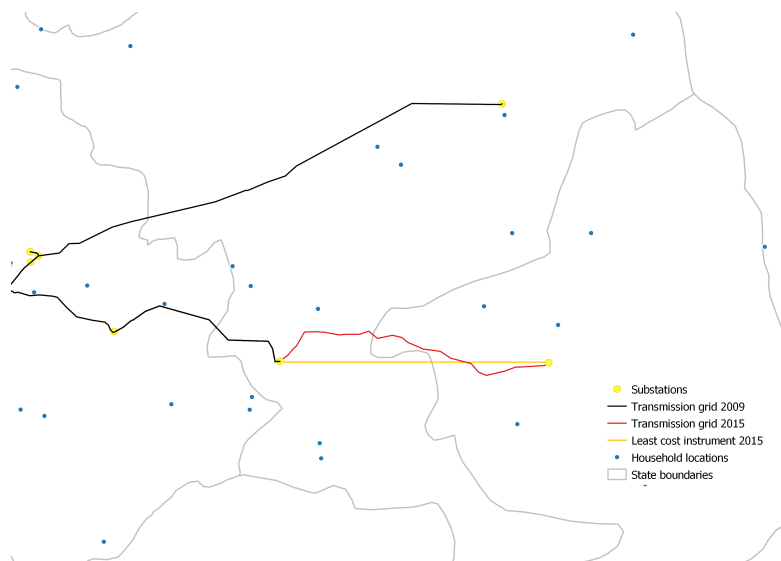 Substations
Transmission grid 2009
Transmission grid 2015
Least cost instrument 2015
Household locations
State boundaries